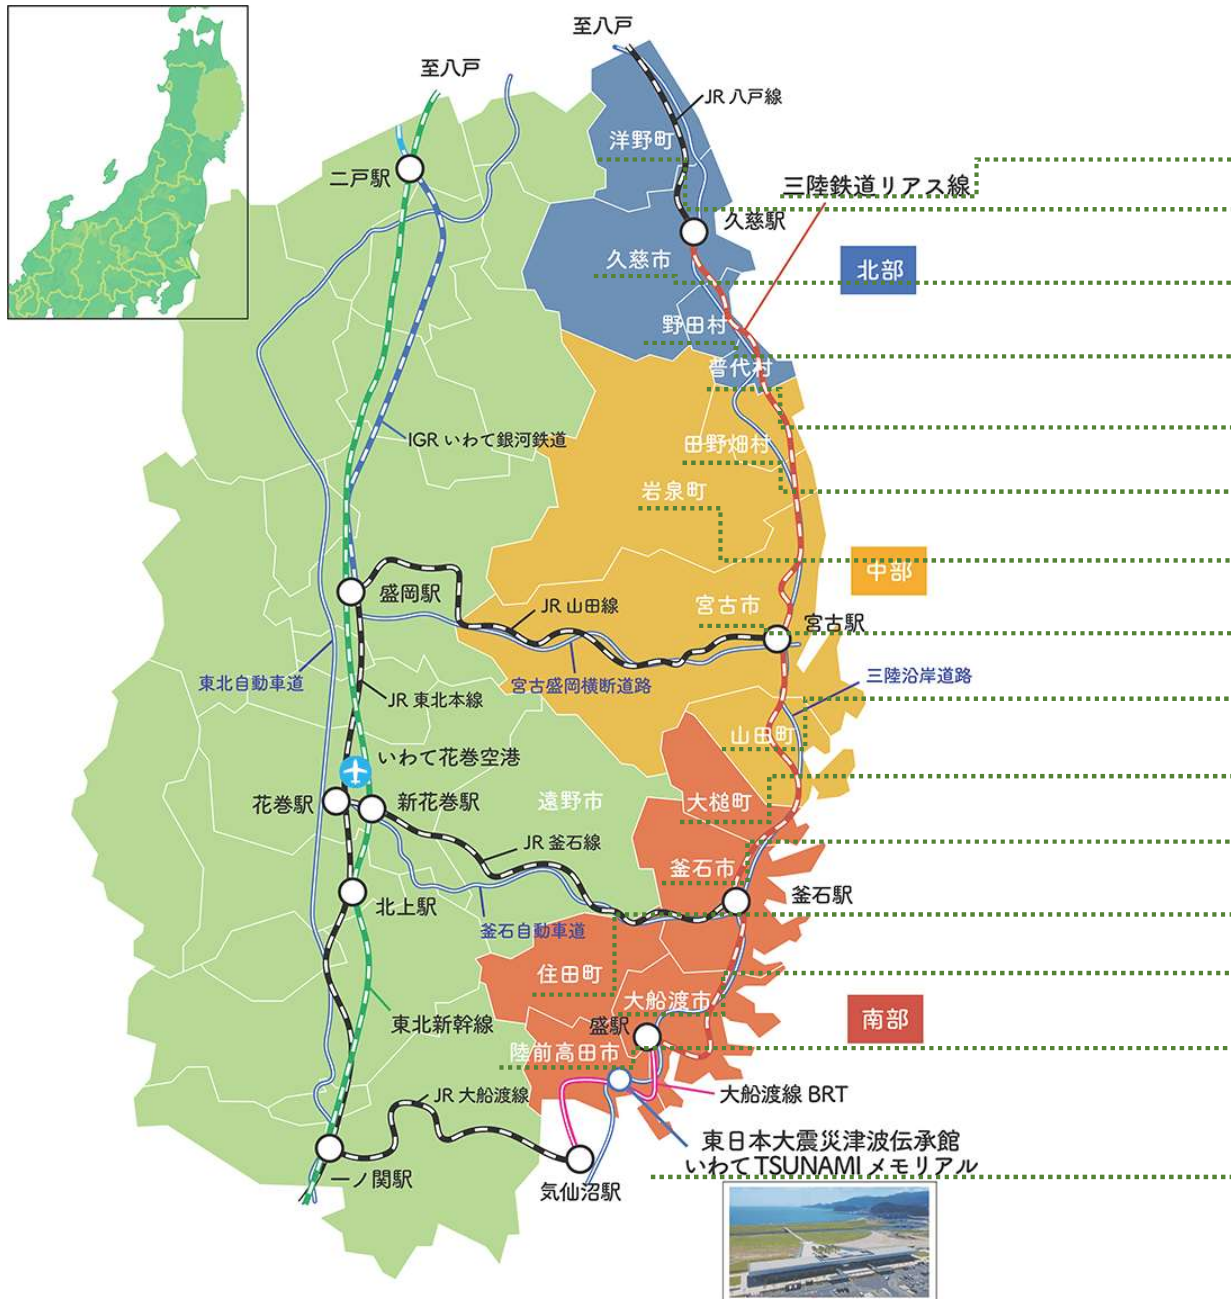 至八戸
至八戸
JR 八戸線
洋野町
二戸駅
三陸鉄道リアス線
久慈駅
久慈市
北部
野田村
普代村
IGR いわて銀河鉄道
田野畑村
岩泉町
中部
盛岡駅
JR 山田線
宮古市
宮古駅
東北自動車道
JR 東北本線
宮古盛岡横断道路
三陸沿岸道路
山田町
いわて花巻空港
花巻駅
新花巻駅
遠野市
大槌町
JR 釜石線
釜石市
釜石駅
北上駅
釜石自動車道
住田町
大船渡市
南部
東北新幹線
盛駅
陸前高田市
JR 大船渡線
大船渡線 BRT
東日本大震災津波伝承館
いわてTSUNAMIメモリアル
一ノ関駅
気仙沼駅